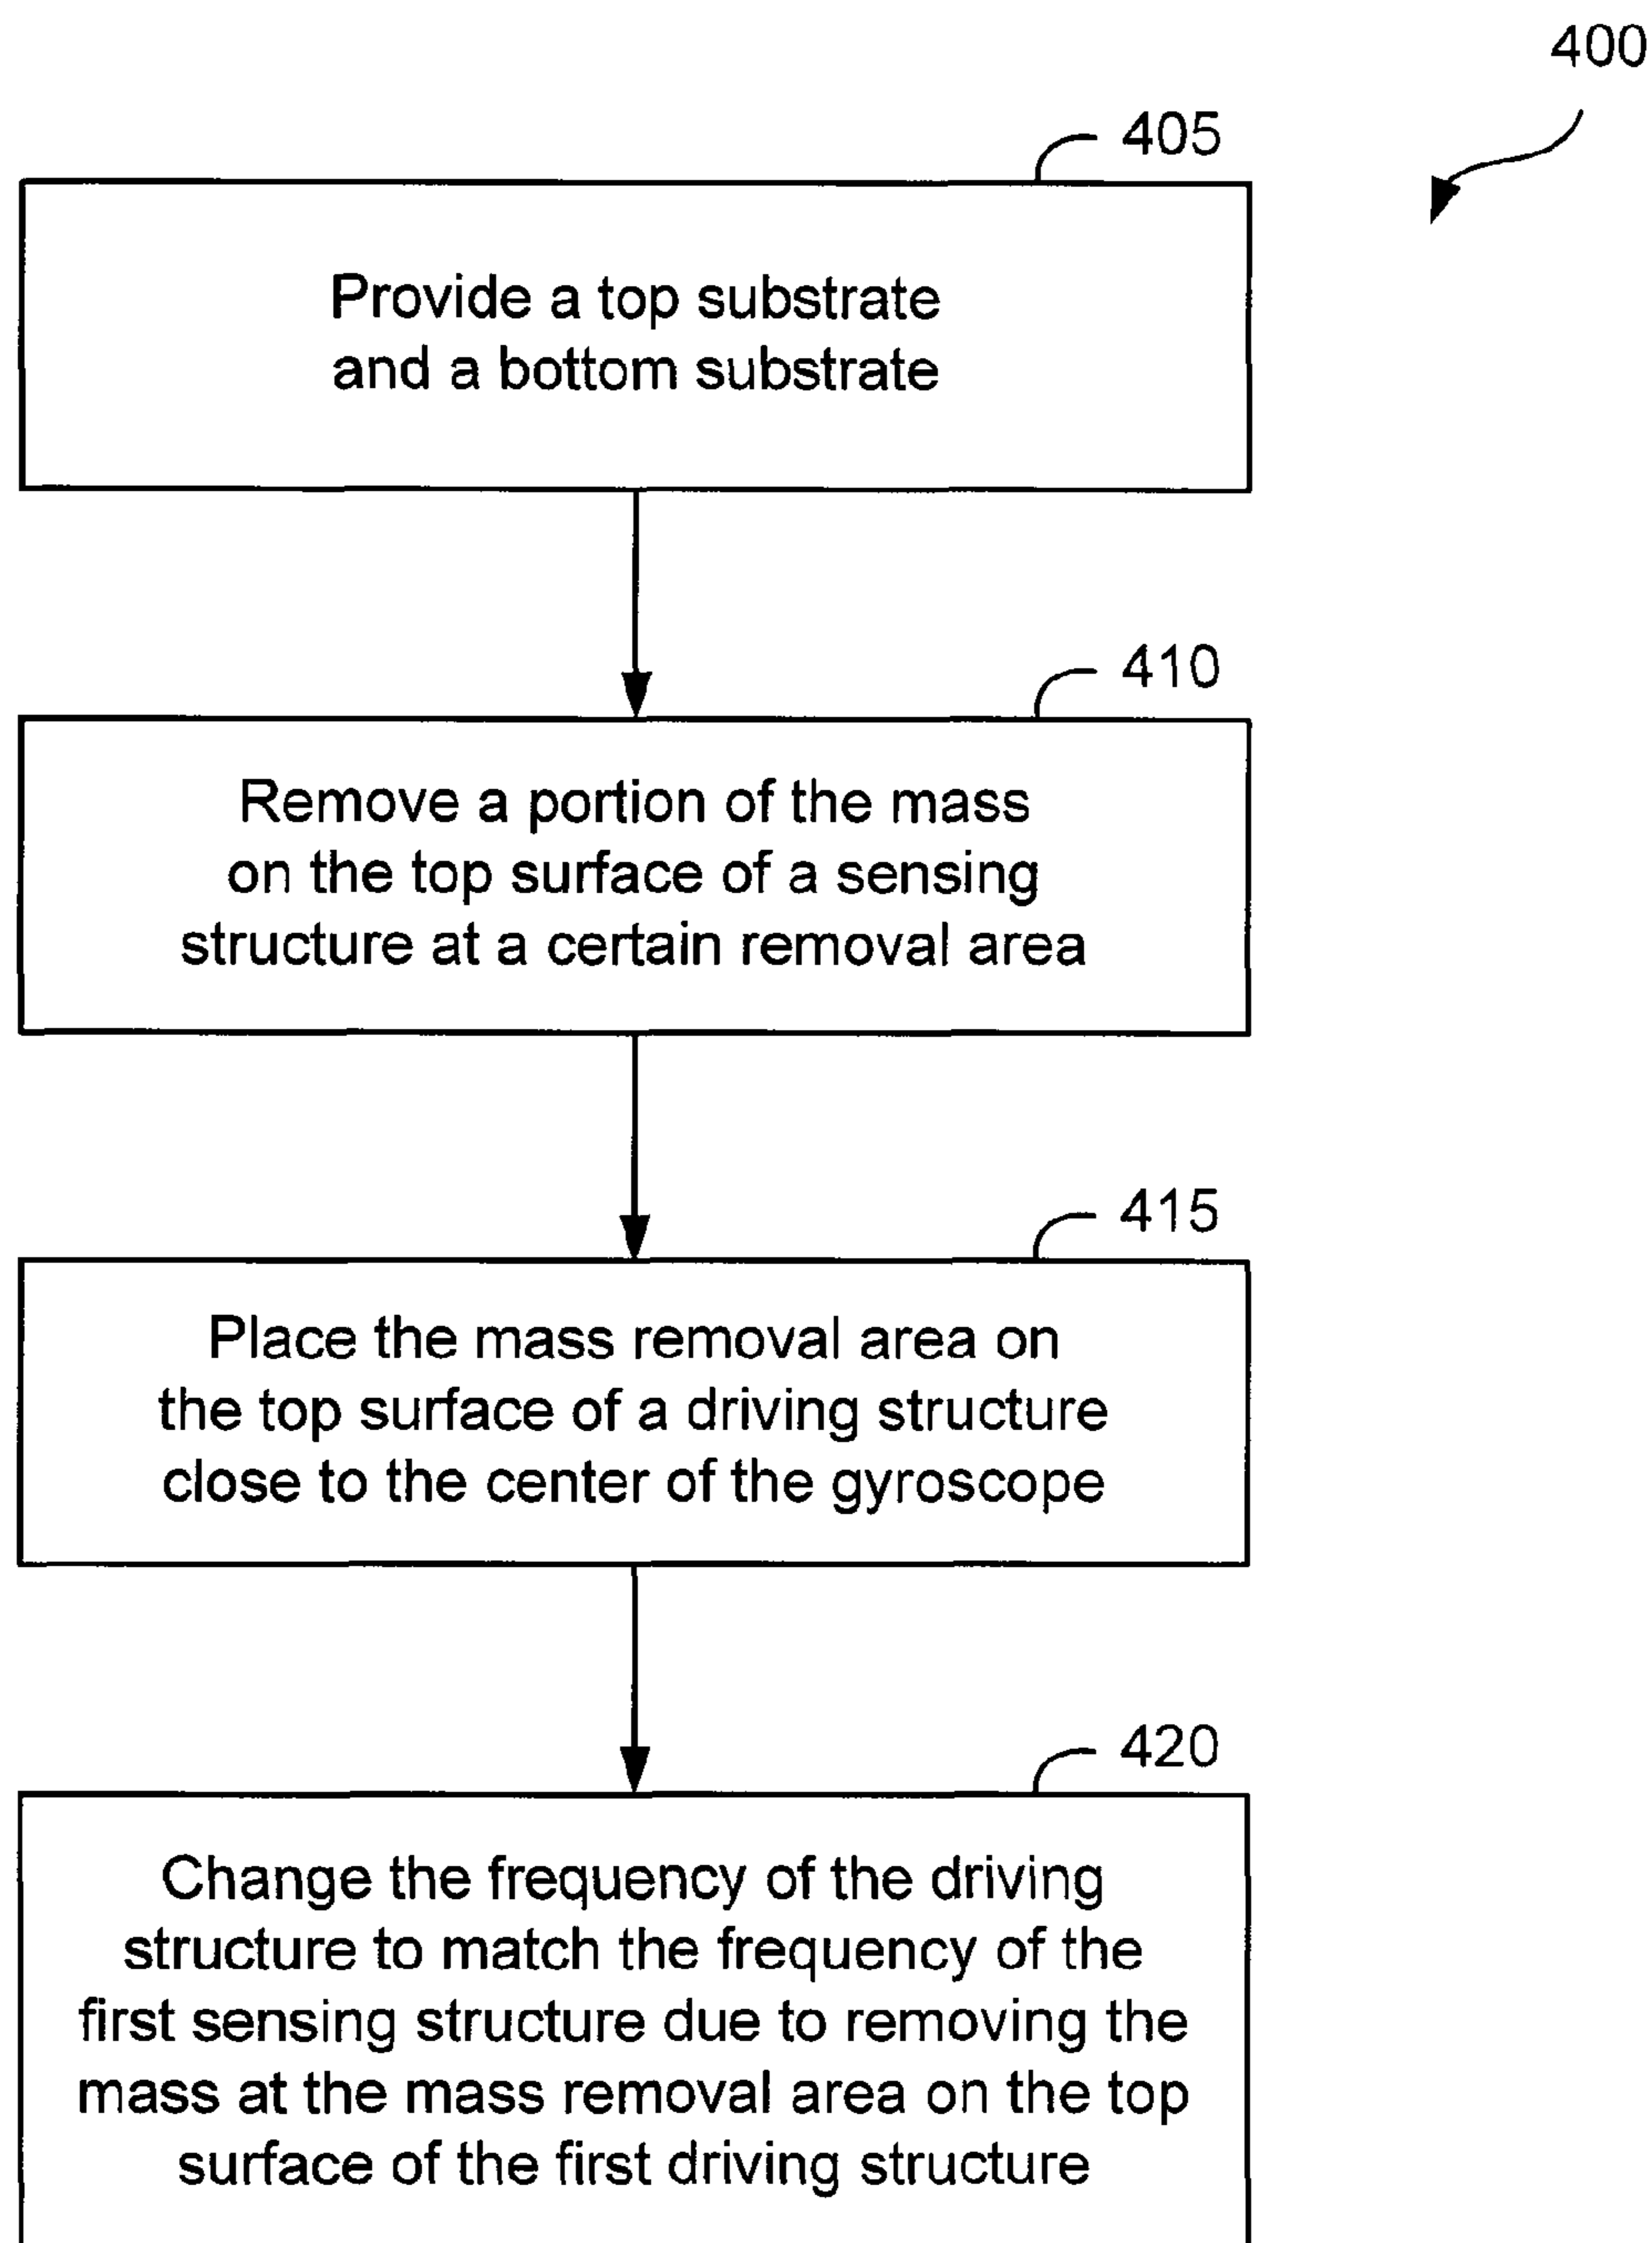 400
405
Provide a top substrate
and a bottom substrate
410
Remove a portion of the mass
on the top surface of a sensing
structure at a certain removal area
415
Place the mass removal area on
the top surface of a driving structure
close to the center of the gyroscope
420
Change the frequency of the driving
structure to match the frequency of the
first sensing structure due to removing the
mass at the mass removal area on the top
surface of the first driving structure